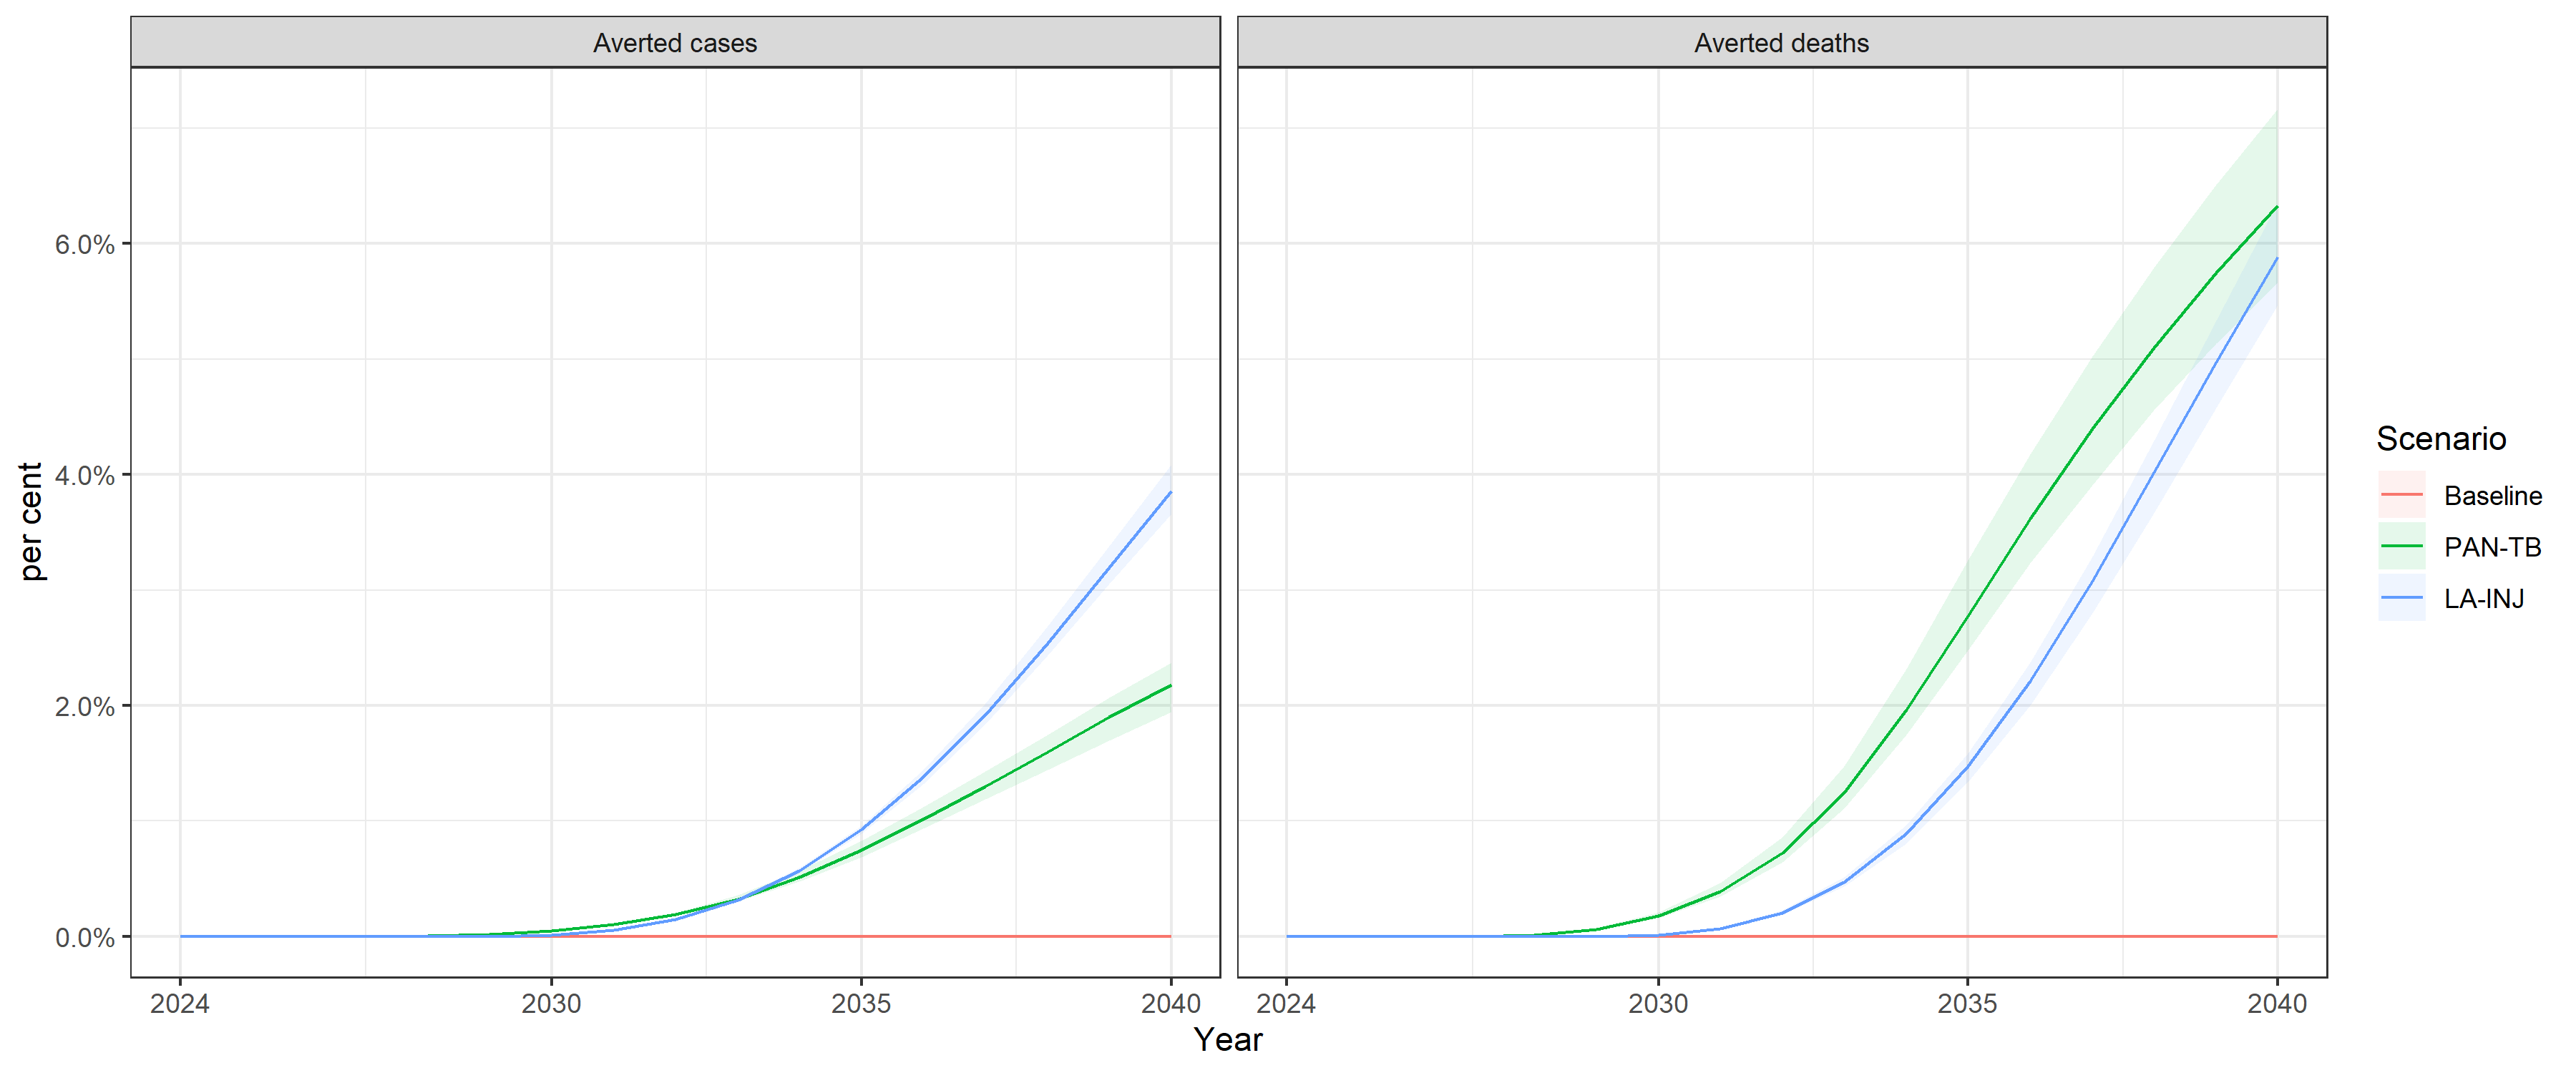 Averted cases
Averted deaths
per cent
6.0%
4.0%
2.0%
0.0%
2024
2030
2035
2040
2024
2030
2035
2040
Year
Scenario
Baseline
PAN-TB
LA-INJ